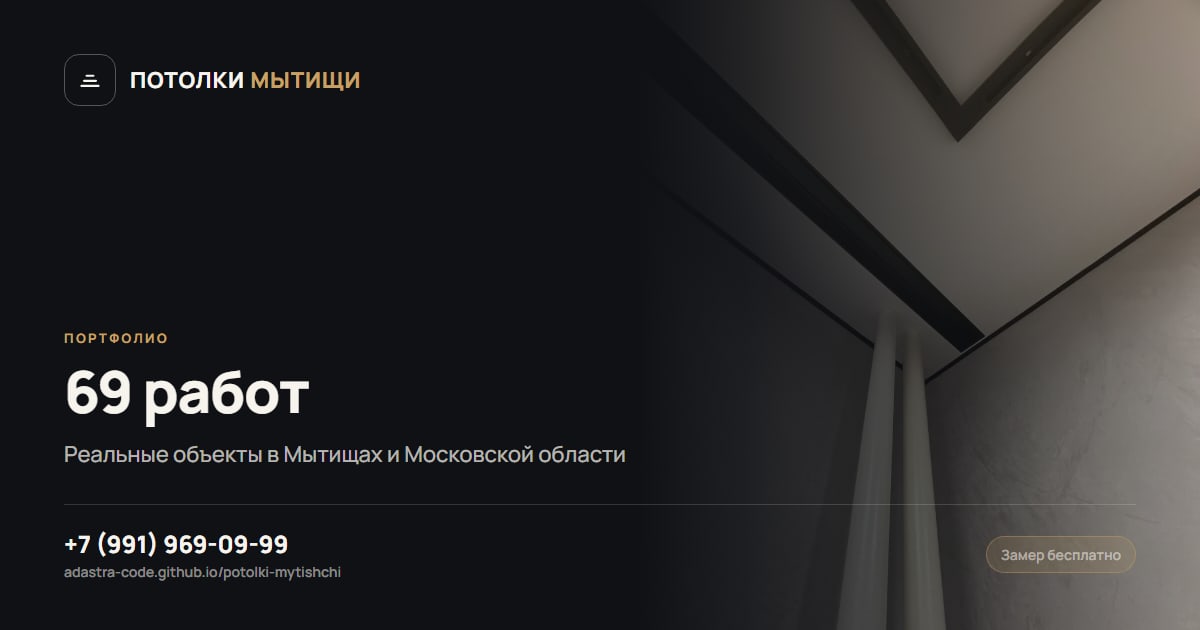 ПОТОЛКИ МЫТИЩИ
ПОРТФОЛИО
69 работ
Реальные объекты в Мытищах и Московской области
+7 (991) 969-09-99
adastra-code.github.io/potolki-mytishchi
Замер бесплатно